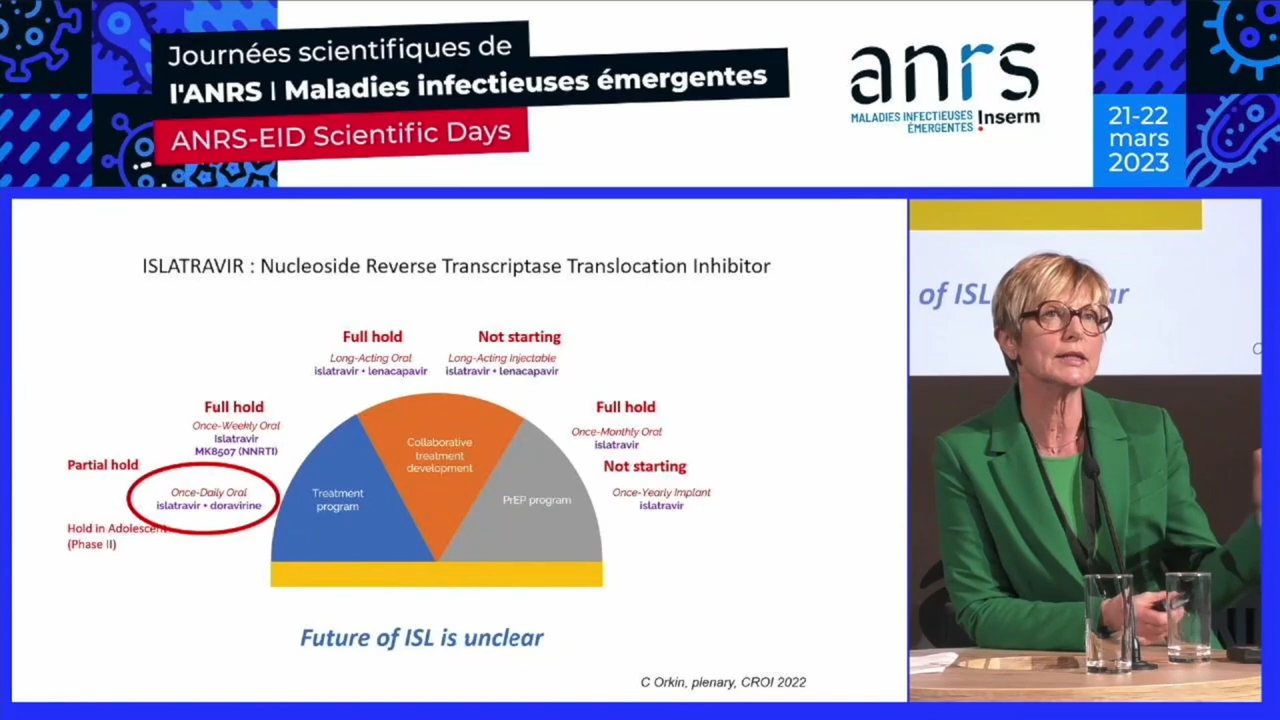 Journées scientifiques de
l'ANRS | Maladies infectieuses émergentes
ANRS-EID Scientific Days
anrs
MALADIES INFECTIEUSES
ÉMERGENTES
Inserm
21-22
mars
2023
ISLATRAVIR : Nucleoside Reverse Transcriptase Translocation Inhibitor
Full hold
Long-Acting Oral
islatravir • lenacapavir
Not starting
Long-Acting Injectable
islatravir • lenacapavir
Full hold
Once-Weekly Oral
Islatravir
MK8507 (NNRTI)
Full hold
Once-Monthly Oral
islatravir
Partial hold
Once-Daily Oral
islatravir • doravirine
Hold in Adolescent
(Phase II)
Not starting
Once-Yearly Implant
islatravir
Treatment
program
Collaborative
treatment
development
PrEP program
Future of ISL is unclear
C Orkin, plenary, CROI 2022
of ISL
ar